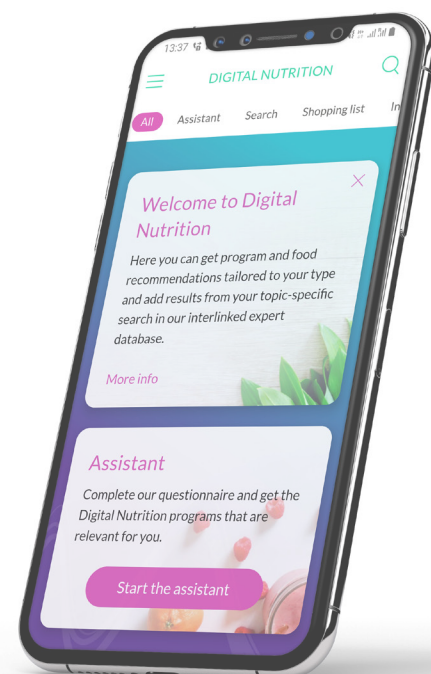 13:37
DIGITAL NUTRITION
All Assistant Search Shopping list In
Welcome to Digital
Nutrition
Here you can get program and food
recommendations tailored to your type
and add results from your topic-specific
search in our interlinked expert
database.
More info
Assistant
Complete our questionnaire and get the
Digital Nutrition programs that are
relevant for you.
Start the assistant